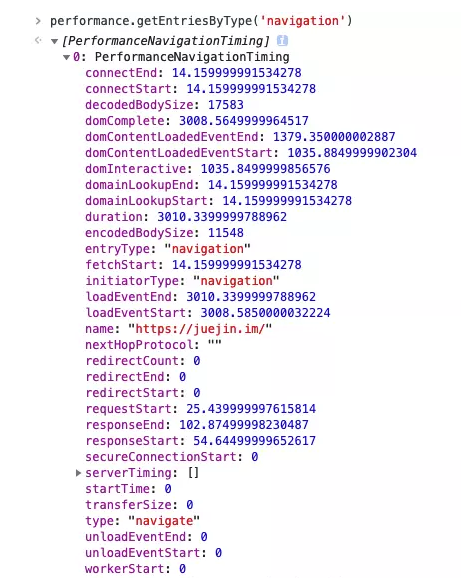 > performance.getEntriesByType('navigation')
[PerformanceNavigationTiming] i
0: PerformanceNavigationTiming
connectEnd: 14.159999991534278
connectStart: 14.159999991534278
decodedBodySize: 17583
domComplete: 3008.5649999964517
domContentLoadedEventEnd: 1379.350000002887
domContentLoadedEventStart: 1035.8849999902304
domInteractive: 1035.8499999856576
domainLookupEnd: 14.159999991534278
domainLookupStart: 14.159999991534278
duration: 3010.3399999788962
encodedBodySize: 11548
entryType: "navigation"
fetchStart: 14.159999991534278
initiatorType: "navigation"
loadEventEnd: 3010.3399999788962
loadEventStart: 3008.5850000032224
name: "https://juejin.im/"
nextHopProtocol: ""
redirectCount: 0
redirectEnd: 0
redirectStart: 0
requestStart: 25.439999997615814
responseEnd: 102.87499998230487
responseStart: 54.64499999652617
secureConnectionStart: 0
serverTiming: []
startTime: 0
transferSize: 0
type: "navigate"
unloadEventEnd: 0
unloadEventStart: 0
workerStart: 0